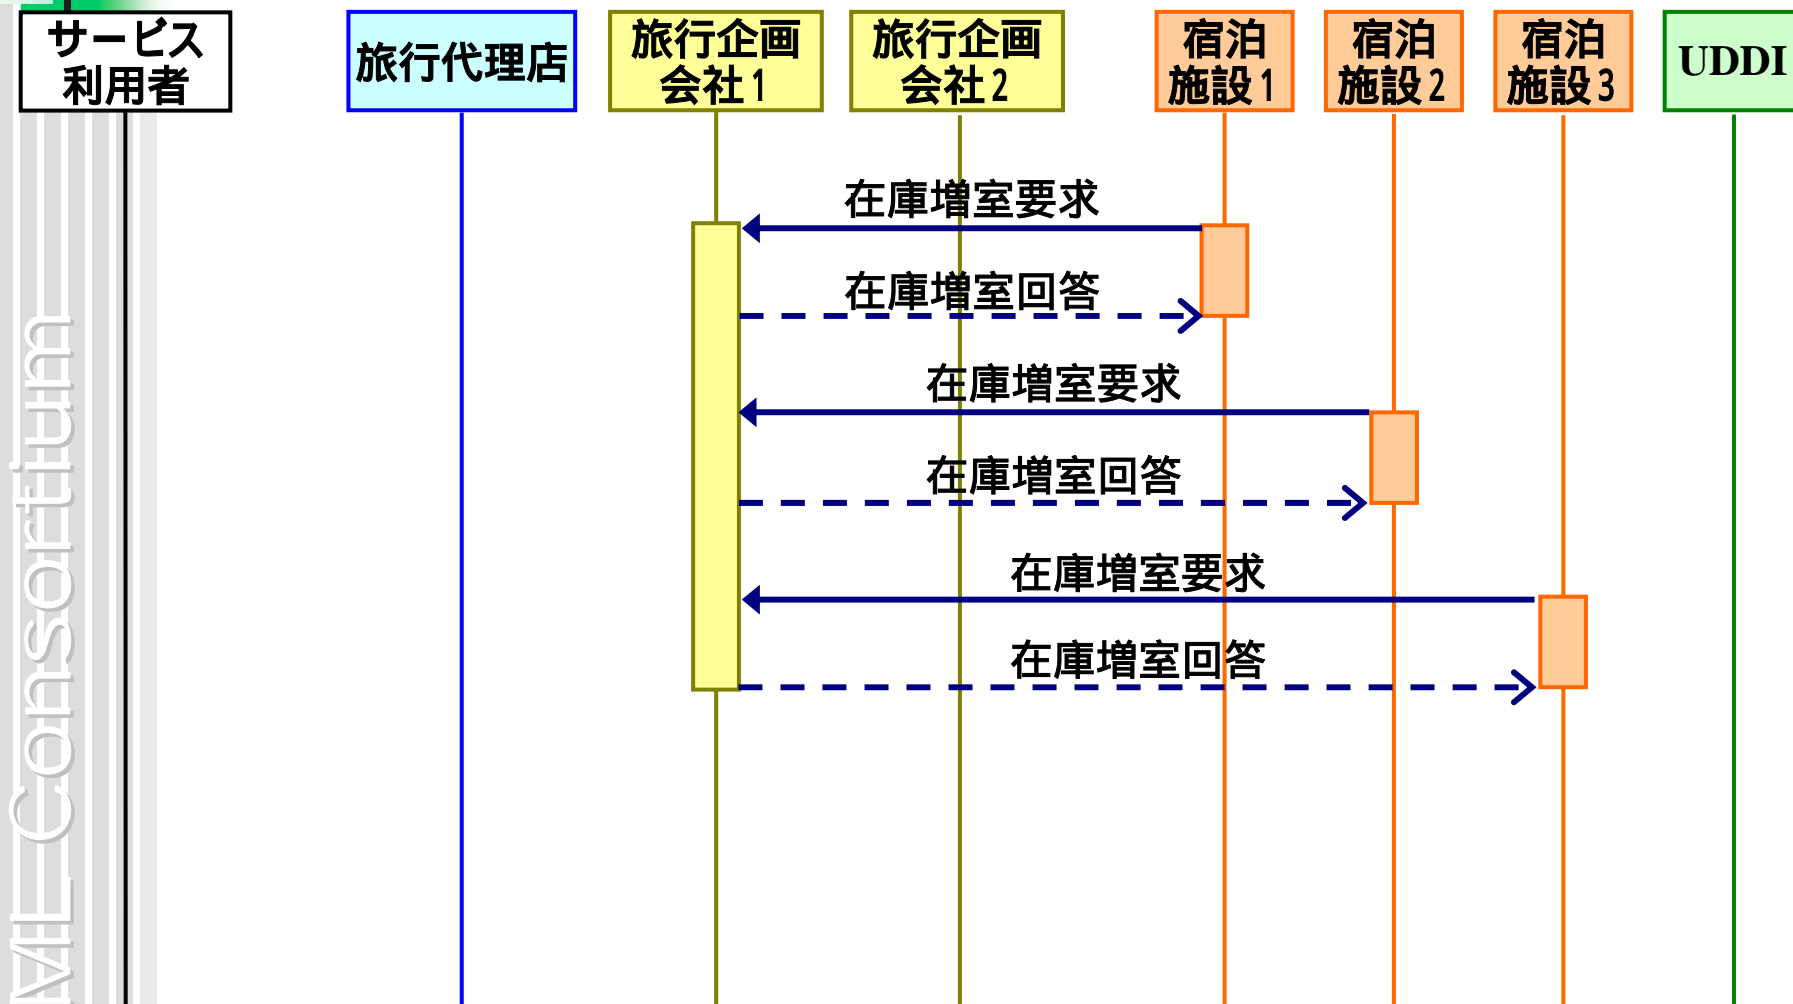 サービス
利用者
旅行代理店
旅行企画
会社1
旅行企画
会社2
宿泊
施設1
宿泊
施設2
宿泊
施設3
UDDI
在庫増室要求
在庫増室回答
在庫増室要求
在庫増室回答
在庫増室要求
在庫増室回答
ML Consortium